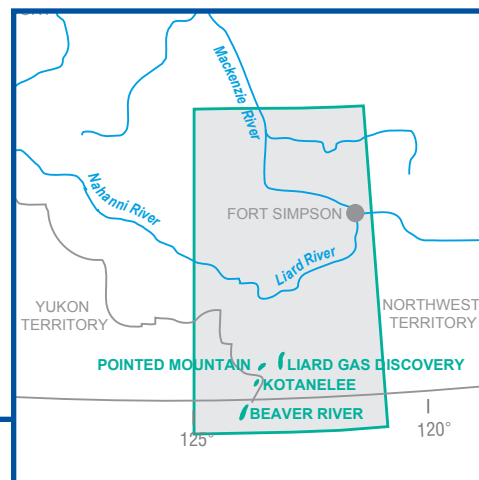 Mackenzie River
Nahanni River
FORT SIMPSON
Liard River
YUKON
TERRITORY
NORTHWEST
TERRITORY
POINTED MOUNTAIN
LIARD GAS DISCOVERY
KOTANELEE
BEAVER RIVER
125°
120°